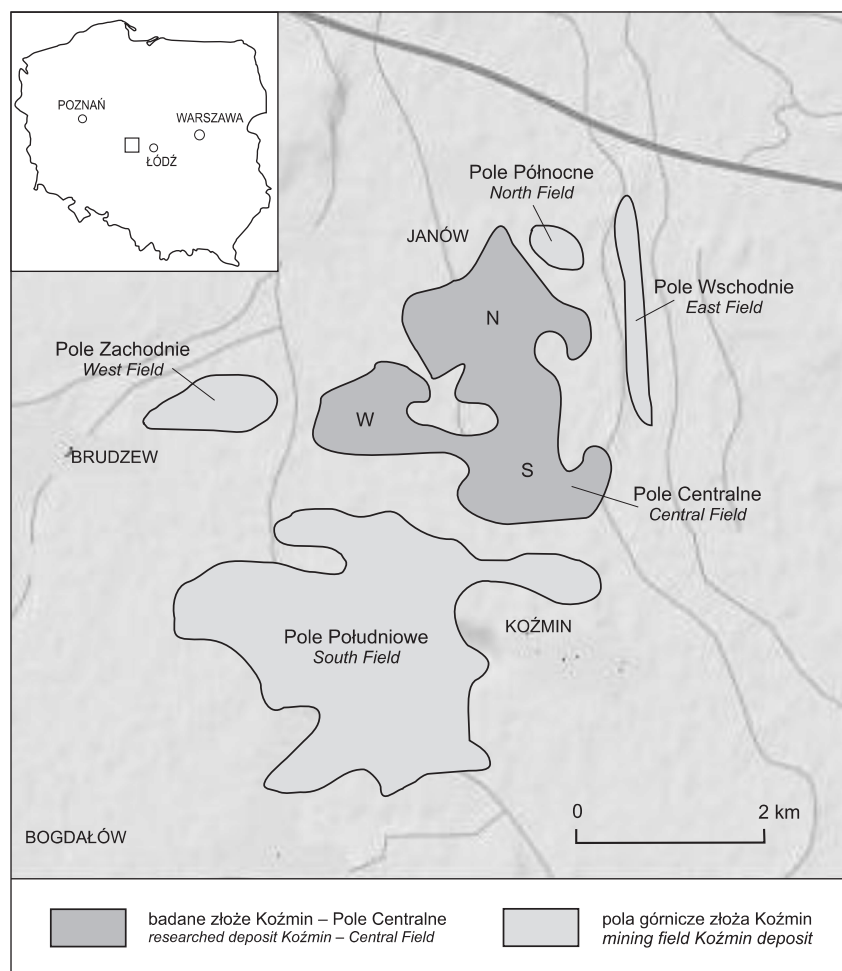 POZNAŃ
WARSZAWA
ŁÓDŹ
Pole Północne
North Field
JANÓW
Pole Wschodnie
East Field
N
Pole Zachodnie
West Field
W
BRUDZEW
S
Pole Centralne
Central Field
KOŹMIN
Pole Południowe
South Field
0
2 km
BOGDAŁÓW
badane złoże Koźmin – Pole Centralne
researched deposit Koźmin – Central Field
pola górnicze złoża Koźmin
mining field Koźmin deposit